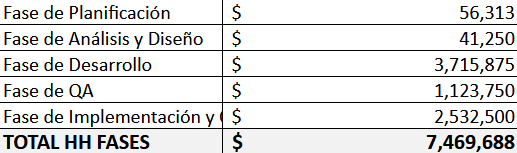 Fase de Planificación $ 56,313
Fase de Análisis y Diseño $ 41,250
Fase de Desarrollo $ 3,715,875
Fase de QA $ 1,123,750
Fase de Implementación y $ 2,532,500
TOTAL HH FASES $ 7,469,688